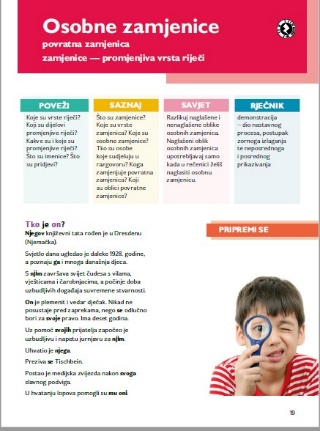 Osobne zamjenice
povratna zamjenica
zamjenice — promjenjiva vrsta riječi
POVEŽI
Koje su vrste riječi?
Koji su dijelovi
promjenjive riječi?
Kakve su i koje su
promjenjive riječi?
Što su imenice? Što
su pridjevi?
SAZNAJ
Što su zamjenice?
Koje su vrste
zamjenica? Koje su
osobne zamjenice?
Tko su osobe
koje sudjeluju u
razgovoru? Koga
zamjenjuje povratna
zamjenica? Koji
su oblici povratne
zamjenice?
SAVJET
Razlikuj naglašene i
nenaglašene oblike
osobnih zamjenica.
Naglašeni oblik
osobnih zamjenica
upotrebljavaj samo
kada u rečenici želiš
naglasiti osobnu
zamjenicu.
RJEČNIK
demonstracija
– dio nastavnog
procesa, postupak
zornoga izlaganja
te neposrednoga
i posrednog
prikazivanja
Tko je on?
Njegov književni tata rođen je u Dresdenu
(Njemačka).
Svjetlo dana ugledao je daleke 1928. godine,
a poznaju ga i mnoga današnja djeca.
S njim završava svijet čudesa s vilama,
vješticama i čarobnjacima, a počinje doba
uzbudljivih događaja suvremene stvarnosti.
On je plemenit i vedar dječak. Nikad ne
posustaje pred zaprekama, nego se odlučno
bori za svoje pravo. Ima deset godina.
Uz pomoć svojih prijatelja započeo je
uzbudljivu i napetu jurnjavu za njim.
Uhvatio je njega.
Preziva se Tischbein.
Postao je medijska zvijezda nakon svoga
slavnog podviga.
U hvatanju lopova pomogli su mu oni.
PRIPREMI SE
19